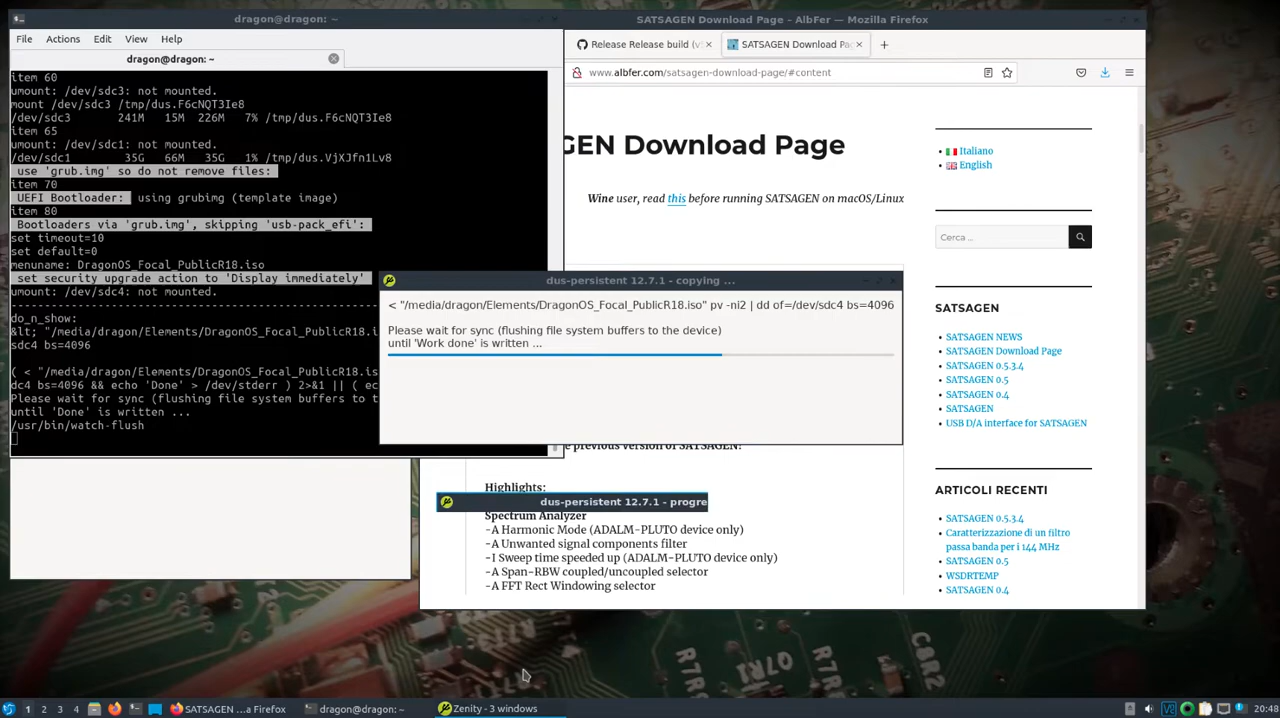 dragon@dragon: ~
File Actions Edit View Help
dragon@dragon: ~
item 60
umount: /dev/sdc3: not mounted.
mount /dev/sdc3 /tmp/dus.F6cNQT3Ie8
/dev/sdc3 241M 15M 226M 7% /tmp/dus.F6cNQT3Ie8
item 65
umount: /dev/sdc1: not mounted.
/dev/sdc1 35G 66M 35G 1% /tmp/dus.VjXJfn1Lv8
use 'grub.img' so do not remove files:
item 70
UEFI Bootloader: using grubimg (template image)
item 80
Bootloaders via 'grub.img', skipping 'usb-pack_efi':
set timeout=10
set default=0
menuname: DragonOS_Focal_PublicR18.iso
set security upgrade action to 'Display immediately'
umount: /dev/sdc4: not mounted.
do_n_show:
&lt; "/media/dragon/Elements/DragonOS_Focal_PublicR18.i
sdc4 bs=4096
( < "/media/dragon/Elements/DragonOS_Focal_PublicR18.is
dc4 bs=4096 && echo 'Done' > /dev/stderr ) 2>&1 || ( ec
Please wait for sync (flushing file system buffers to t
until 'Done' is written ...
/usr/bin/watch-flush
SATSAGEN Download Page - AlbFer — Mozilla Firefox
Release Release build (v
SATSAGEN Download Pa
www.albfer.com/satsagen-download-page/#content
GEN Download Page
Wine user, read this before running SATSAGEN on macOS/Linux
Italiano
English
Cerca ...
SATSAGEN
SATSAGEN NEWS
SATSAGEN Download Page
SATSAGEN 0.5.3.4
SATSAGEN 0.5
SATSAGEN 0.4
SATSAGEN
USB D/A interface for SATSAGEN
ARTICOLI RECENTI
SATSAGEN 0.5.3.4
Caratterizzazione di un filtro
passa banda per i 144 MHz
SATSAGEN 0.5
WSDRTEMP
SATSAGEN 0.4
dus-persistent 12.7.1 - copying ...
< "/media/dragon/Elements/DragonOS_Focal_PublicR18.iso" pv -ni2 | dd of=/dev/sdc4 bs=4096
Please wait for sync (flushing file system buffers to the device)
until 'Work done' is written ...
e previous version of SATSAGEN!
Highlights:
dus-persistent 12.7.1 - progre
Spectrum Analyzer
-A Harmonic Mode (ADALM-PLUTO device only)
-A Unwanted signal components filter
-I Sweep time speeded up (ADALM-PLUTO device only)
-A Span-RBW coupled/uncoupled selector
-A FFT Rect Windowing selector
1 2 3 4 SATSAGEN ...a Firefox dragon@dragon: ~ Zenity - 3 windows 20:48